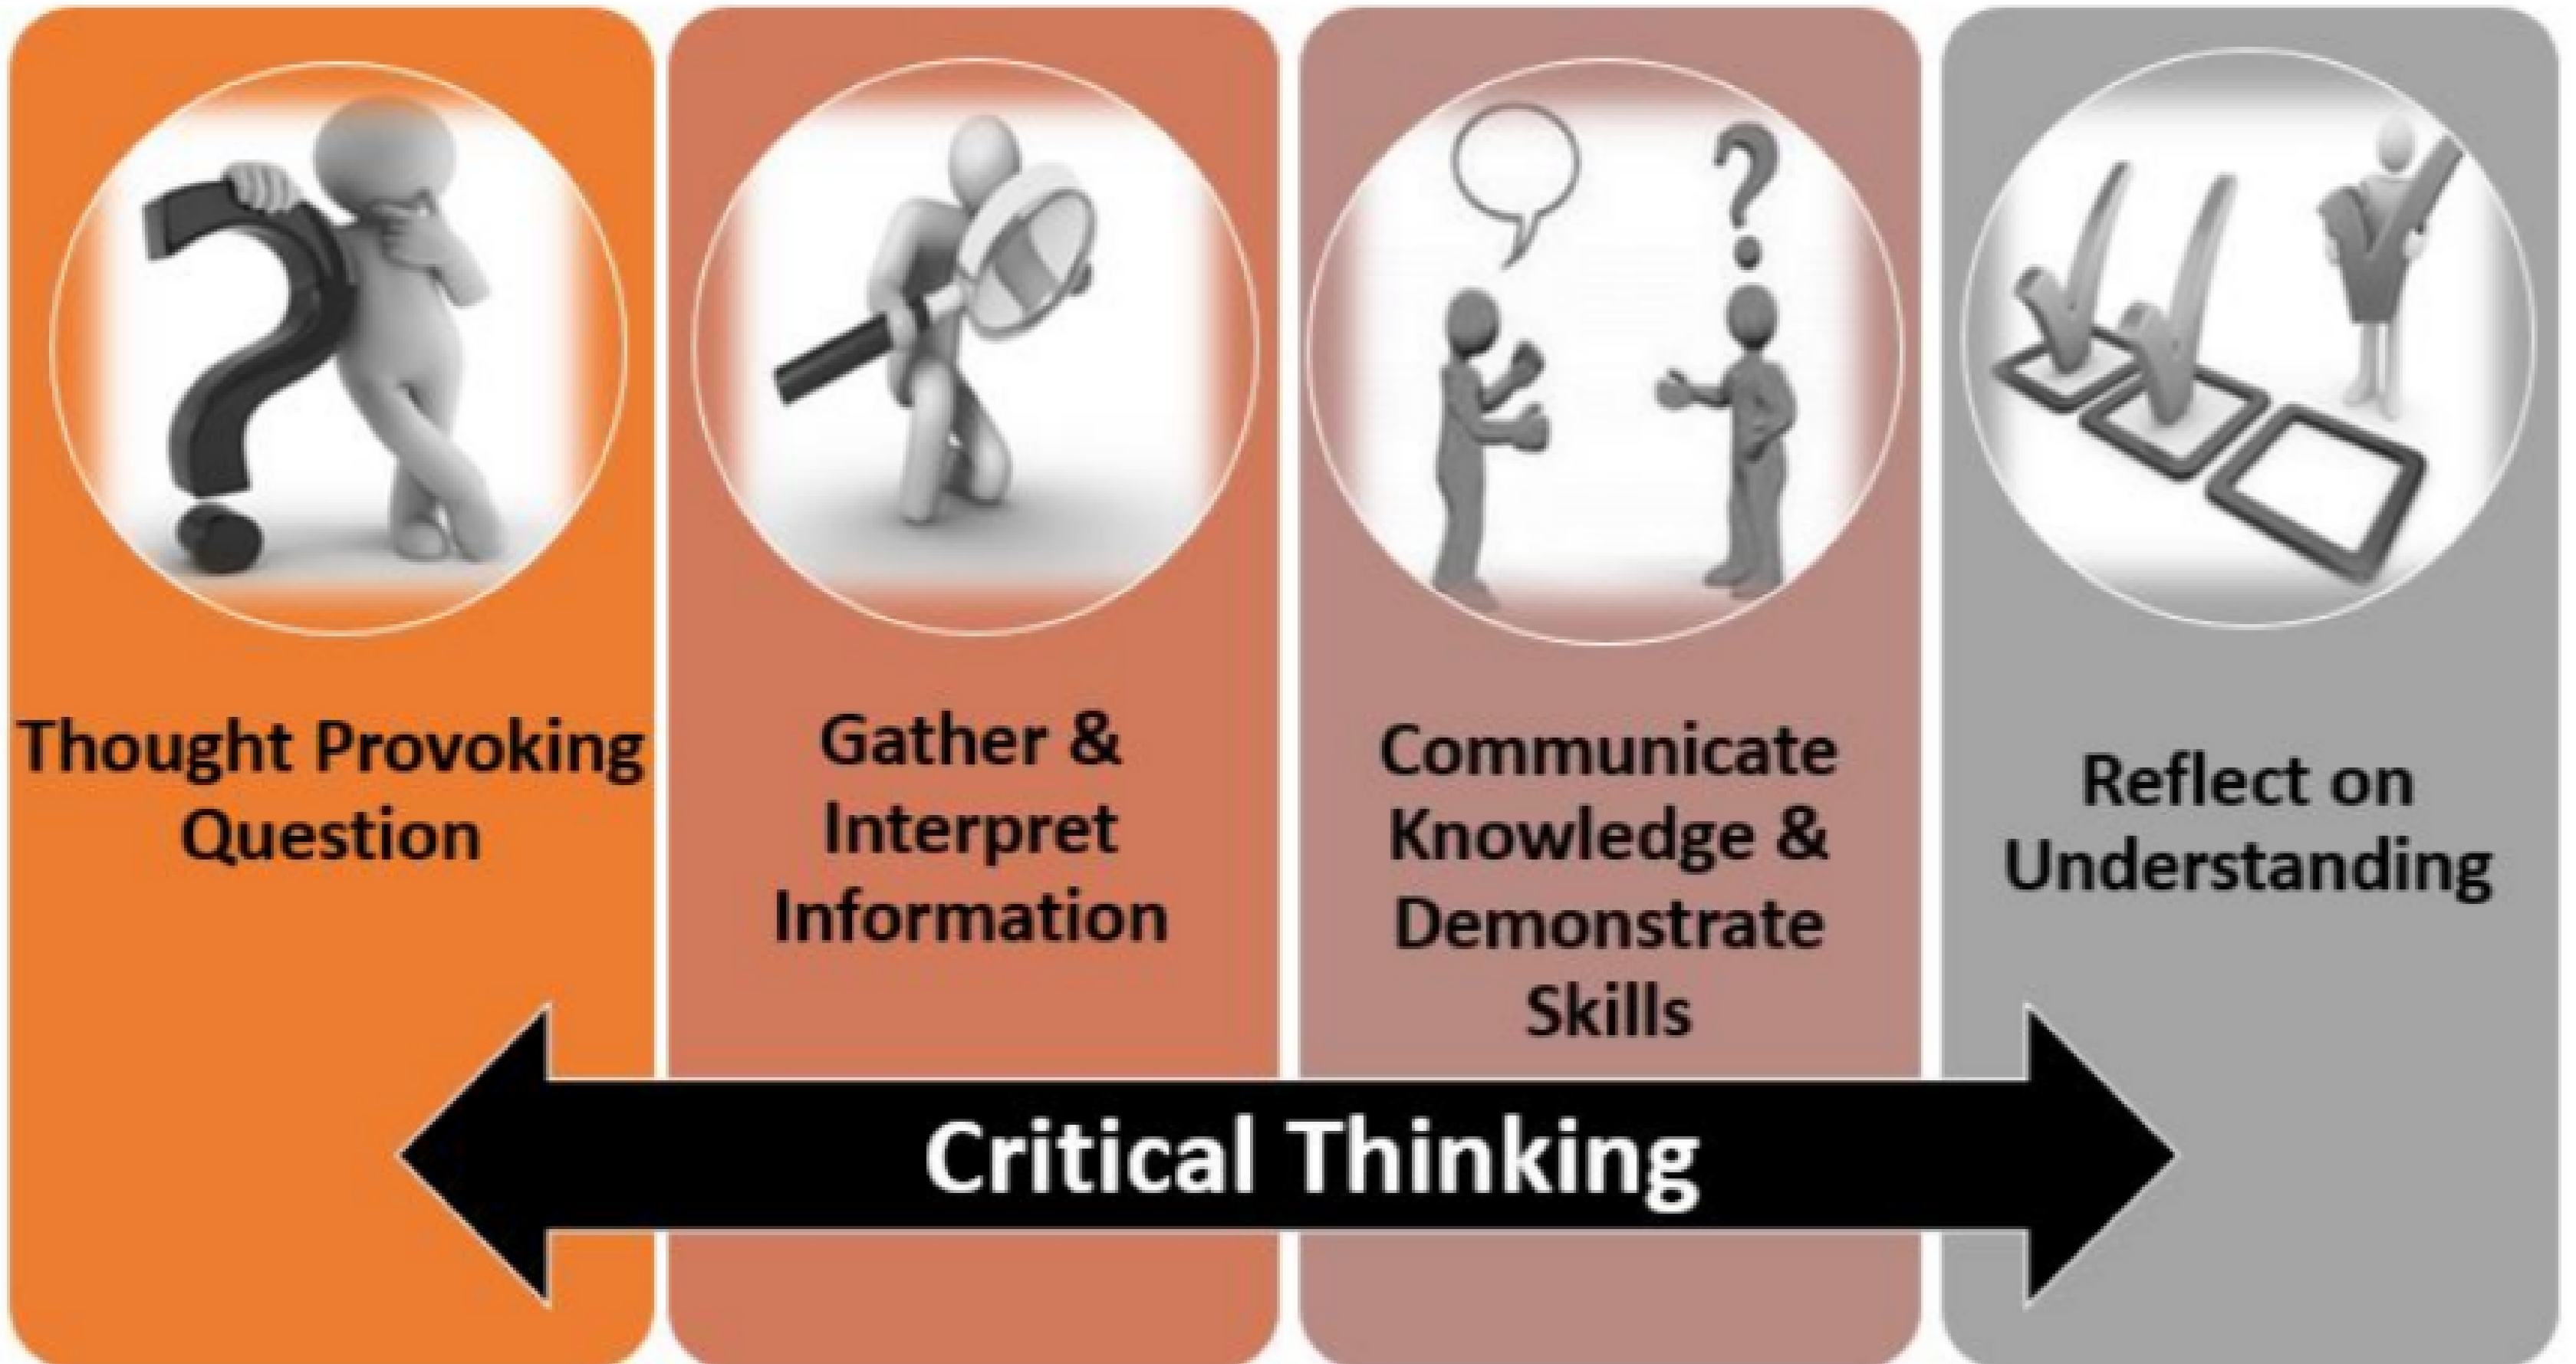 Thought Provoking
Question
Gather &
Interpret
Information
Communicate
Knowledge &
Demonstrate
Skills
Reflect on
Understanding
Critical Thinking